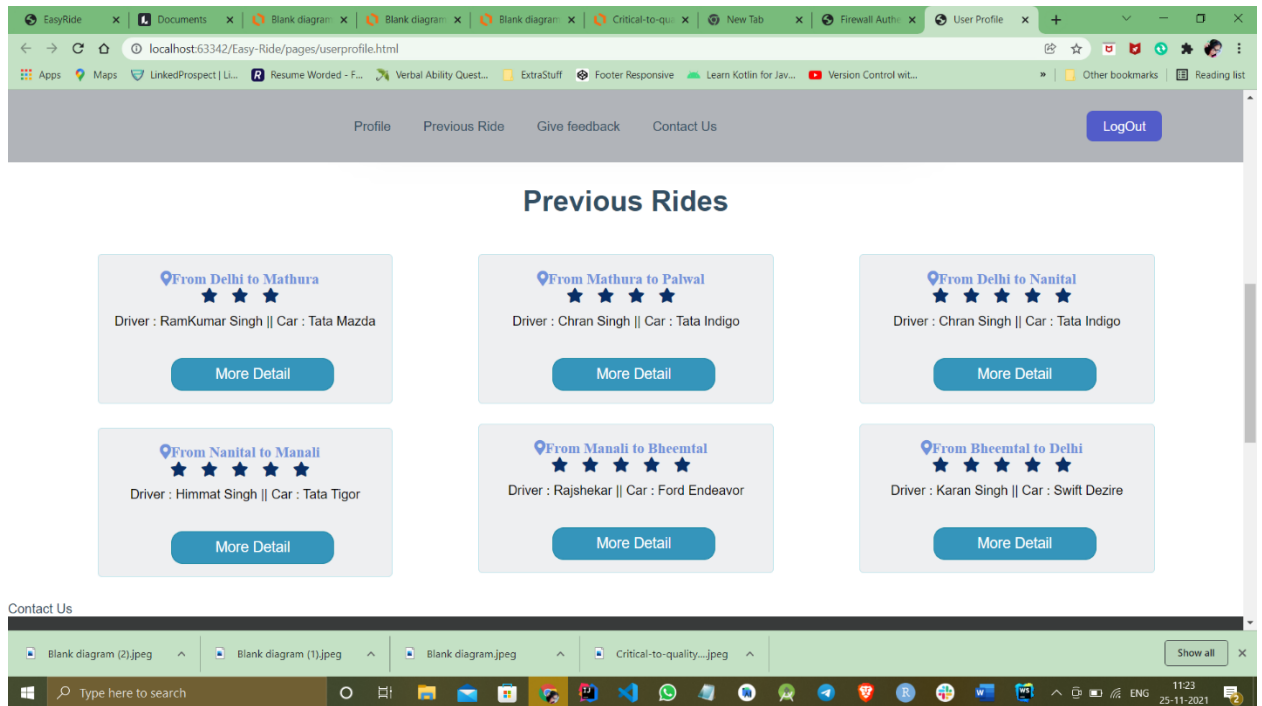 EasyRide
Documents
Blank diagram
Blank diagram
Blank diagram
Critical-to-qua
New Tab
Firewall Authe
User Profile
localhost:63342/Easy-Ride/pages/userprofile.html
Apps
Maps
LinkedProspect | Li...
Resume Worded - F...
Verbal Ability Quest...
ExtraStuff
Footer Responsive
Learn Kotlin for Jav...
Version Control wit...
»
Other bookmarks
Reading list
Profile
Previous Ride
Give feedback
Contact Us
LogOut
Previous Rides
From Delhi to Mathura
Driver : RamKumar Singh || Car : Tata Mazda
More Detail
From Mathura to Palwal
Driver : Chran Singh || Car : Tata Indigo
More Detail
From Delhi to Nanital
Driver : Chran Singh || Car : Tata Indigo
More Detail
From Nanital to Manali
Driver : Himmat Singh || Car : Tata Tigor
More Detail
From Manali to Bheemtal
Driver : Rajshekar || Car : Ford Endeavor
More Detail
From Bheemtal to Delhi
Driver : Karan Singh || Car : Swift Dezire
More Detail
Contact Us
Blank diagram (2).jpeg
Blank diagram (1).jpeg
Blank diagram.jpeg
Critical-to-quality....jpeg
Show all
Type here to search
ENG
11:23
25-11-2021
2